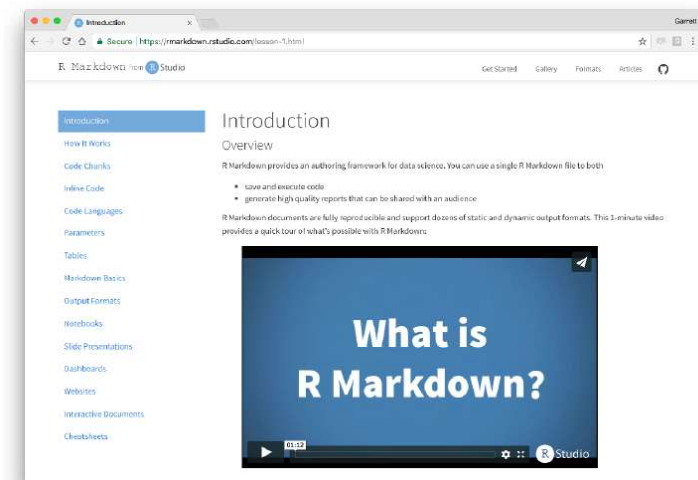 Introduction
Garrett
Secure | https://rmarkdown.rstudio.com/lesson-1.html
R Markdown from R Studio
Get Started Gallery Formats Articles
Introduction
How It Works
Code Chunks
Inline Code
Code Languages
Parameters
Tables
Markdown Basics
Output Formats
Notebooks
Slide Presentations
Dashboards
Websites
Interactive Documents
Cheatsheets
Introduction
Overview
R Markdown provides an authoring framework for data science. You can use a single R Markdown file to both
save and execute code
generate high quality reports that can be shared with an audience
R Markdown documents are fully reproducible and support dozens of static and dynamic output formats. This 1-minute video
provides a quick tour of what's possible with R Markdown:
What is
R Markdown?
01:12
R Studio